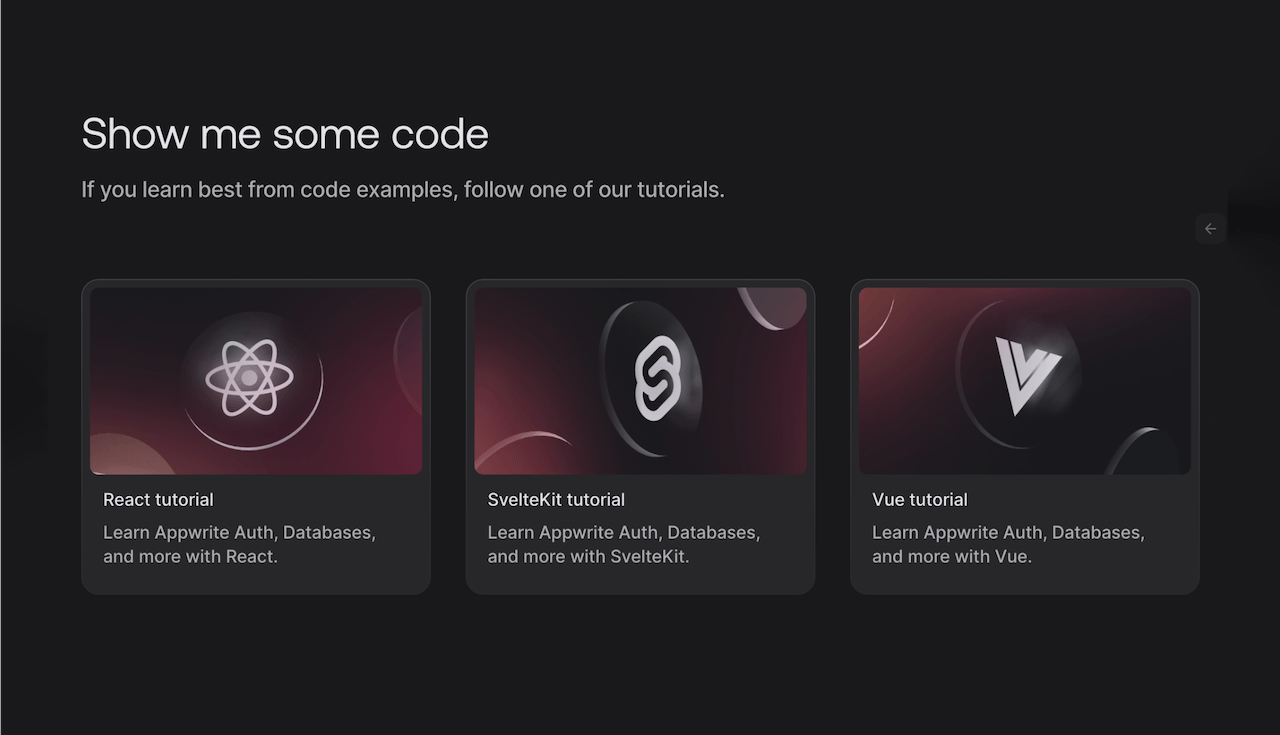 Show me some code
If you learn best from code examples, follow one of our tutorials.
React tutorial
Learn Appwrite Auth, Databases,
and more with React.
SvelteKit tutorial
Learn Appwrite Auth, Databases,
and more with SvelteKit.
Vue tutorial
Learn Appwrite Auth, Databases,
and more with Vue.